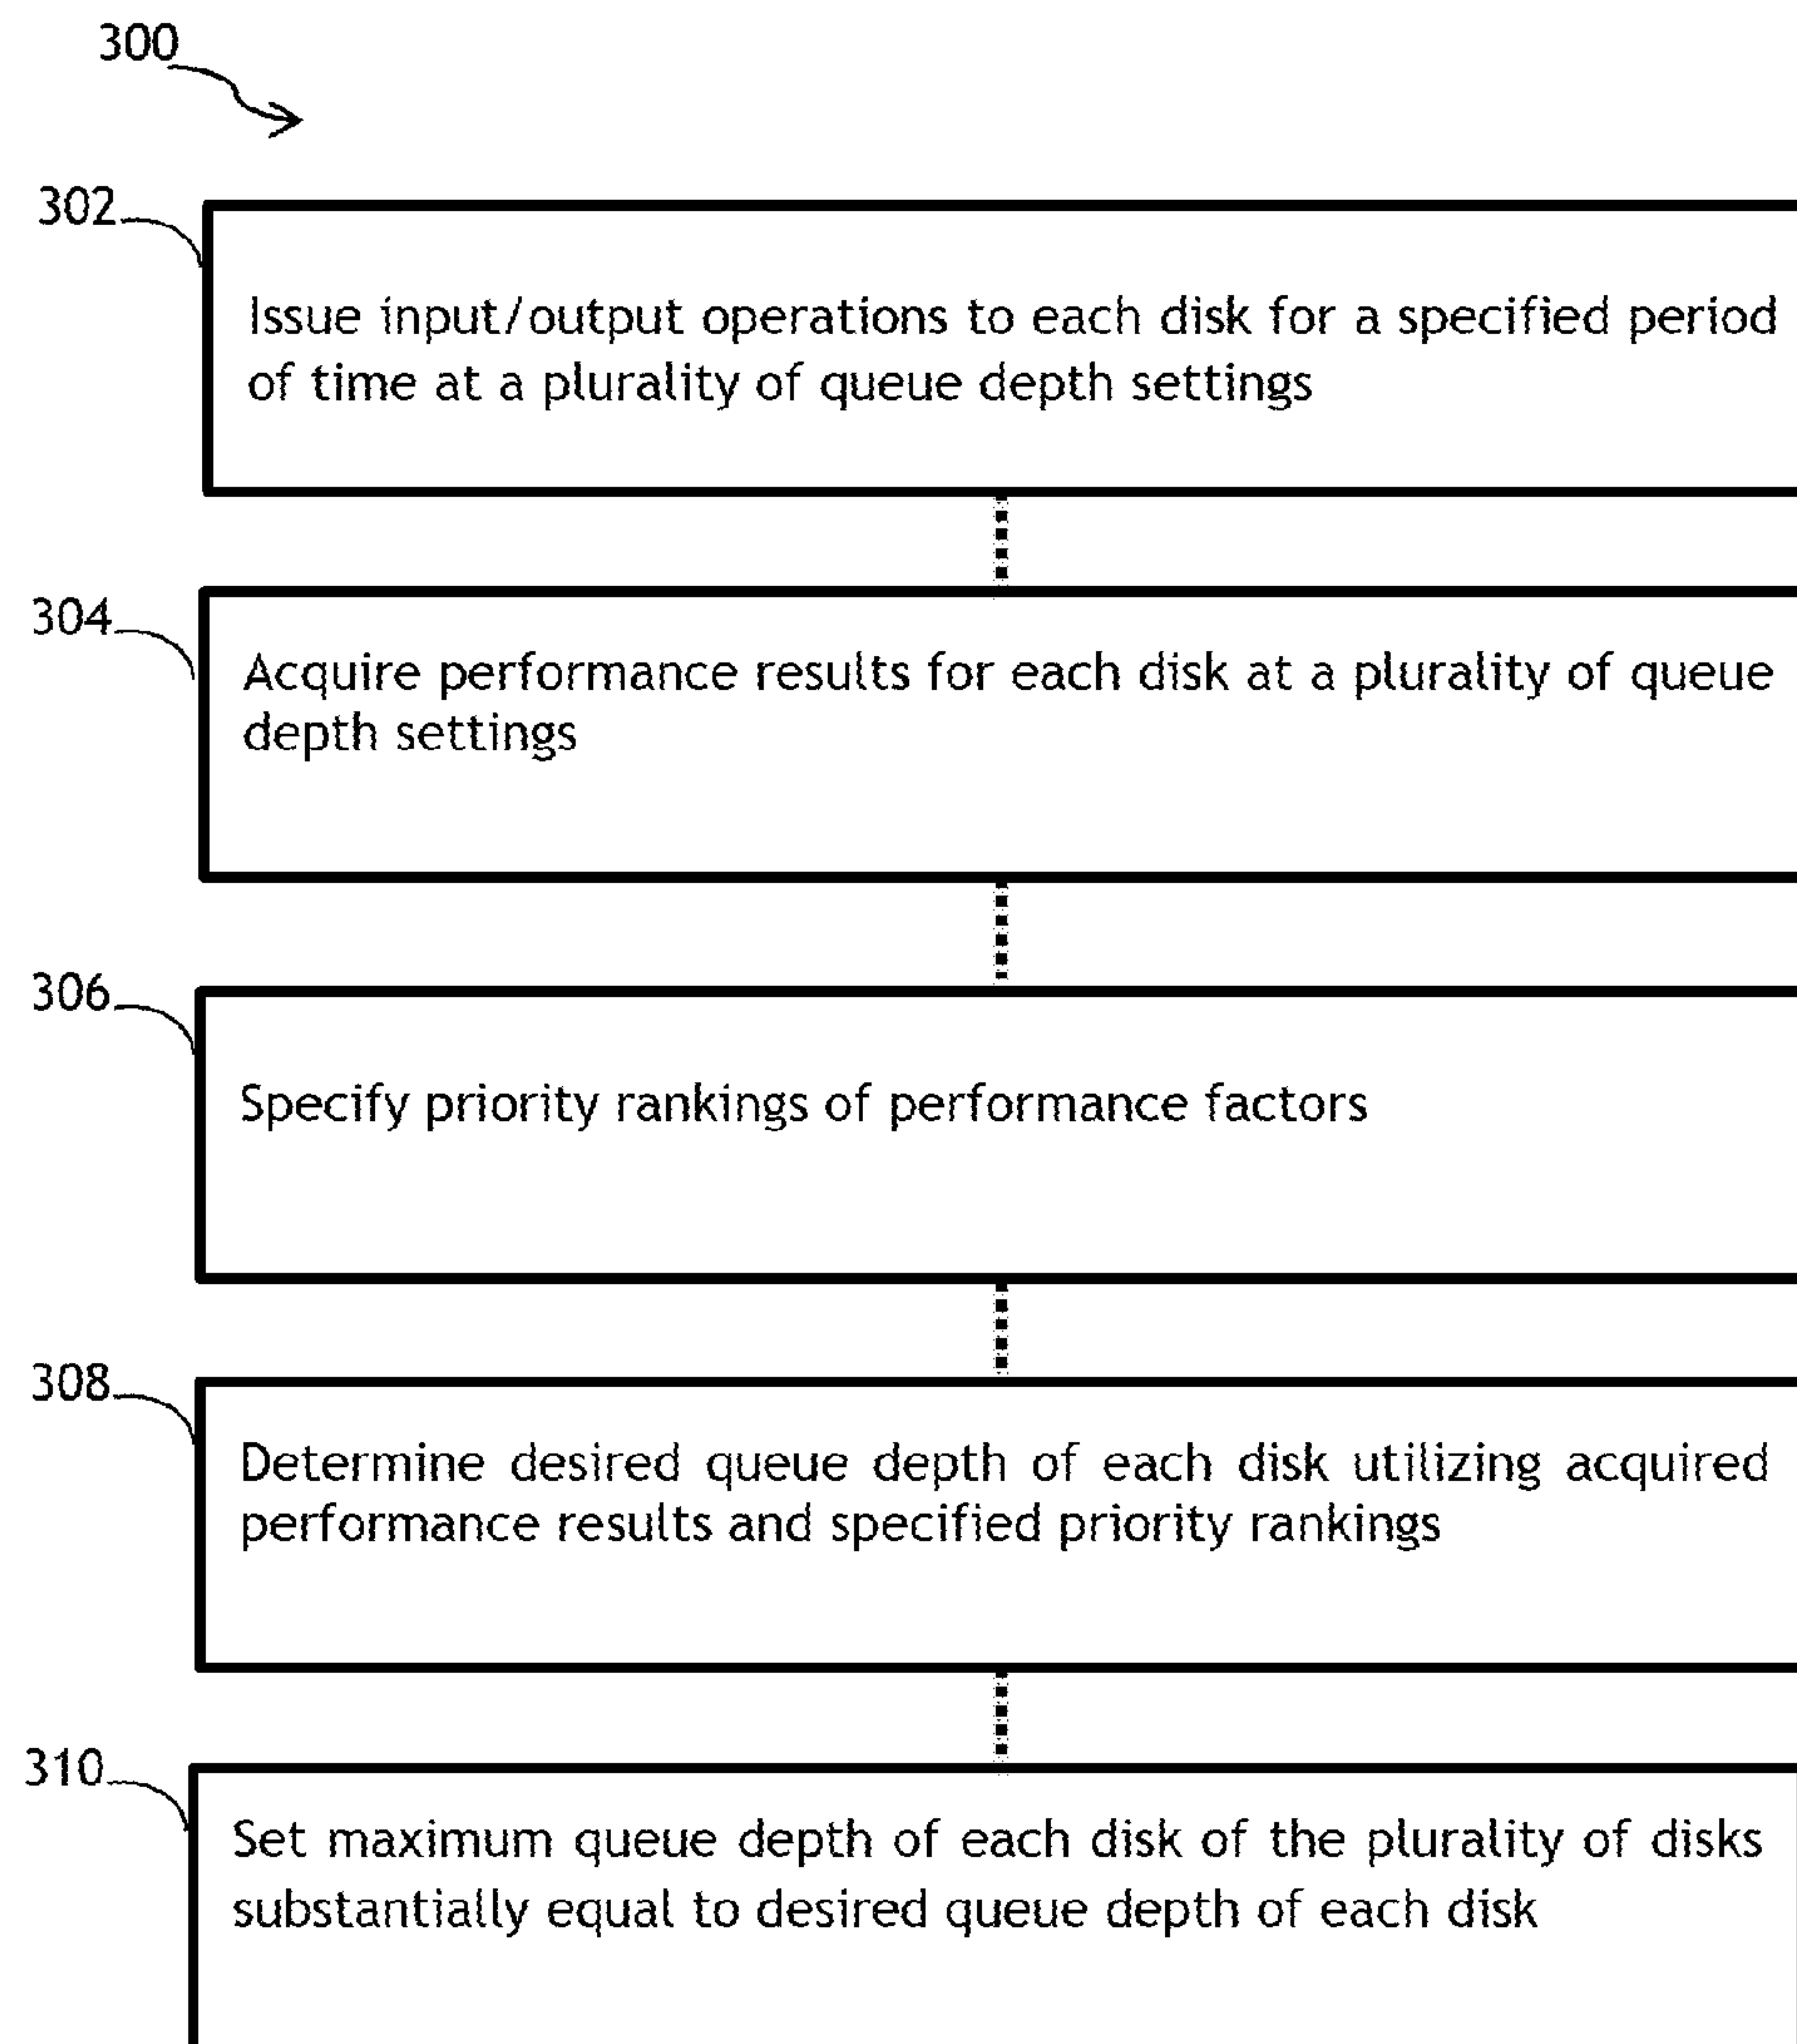 300
302
Issue input/output operations to each disk for a specified period
of time at a plurality of queue depth settings
304
Acquire performance results for each disk at a plurality of queue
depth settings
306
Specify priority rankings of performance factors
308
Determine desired queue depth of each disk utilizing acquired
performance results and specified priority rankings
310
Set maximum queue depth of each disk of the plurality of disks
substantially equal to desired queue depth of each disk